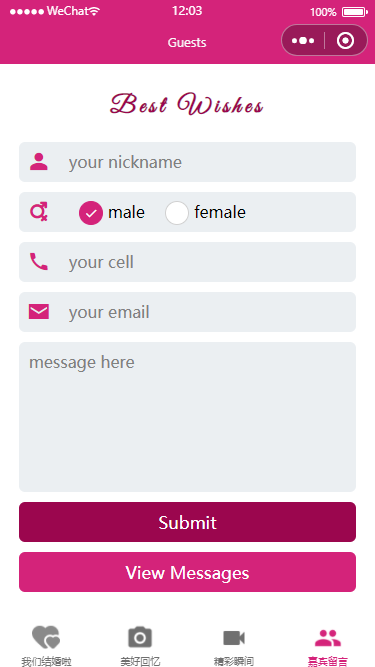 WeChat
12:03
100%
Guests
Best Wishes
your nickname
male
female
your cell
your email
message here
Submit
View Messages
我们结婚啦
美好回忆
精彩瞬间
嘉宾留言